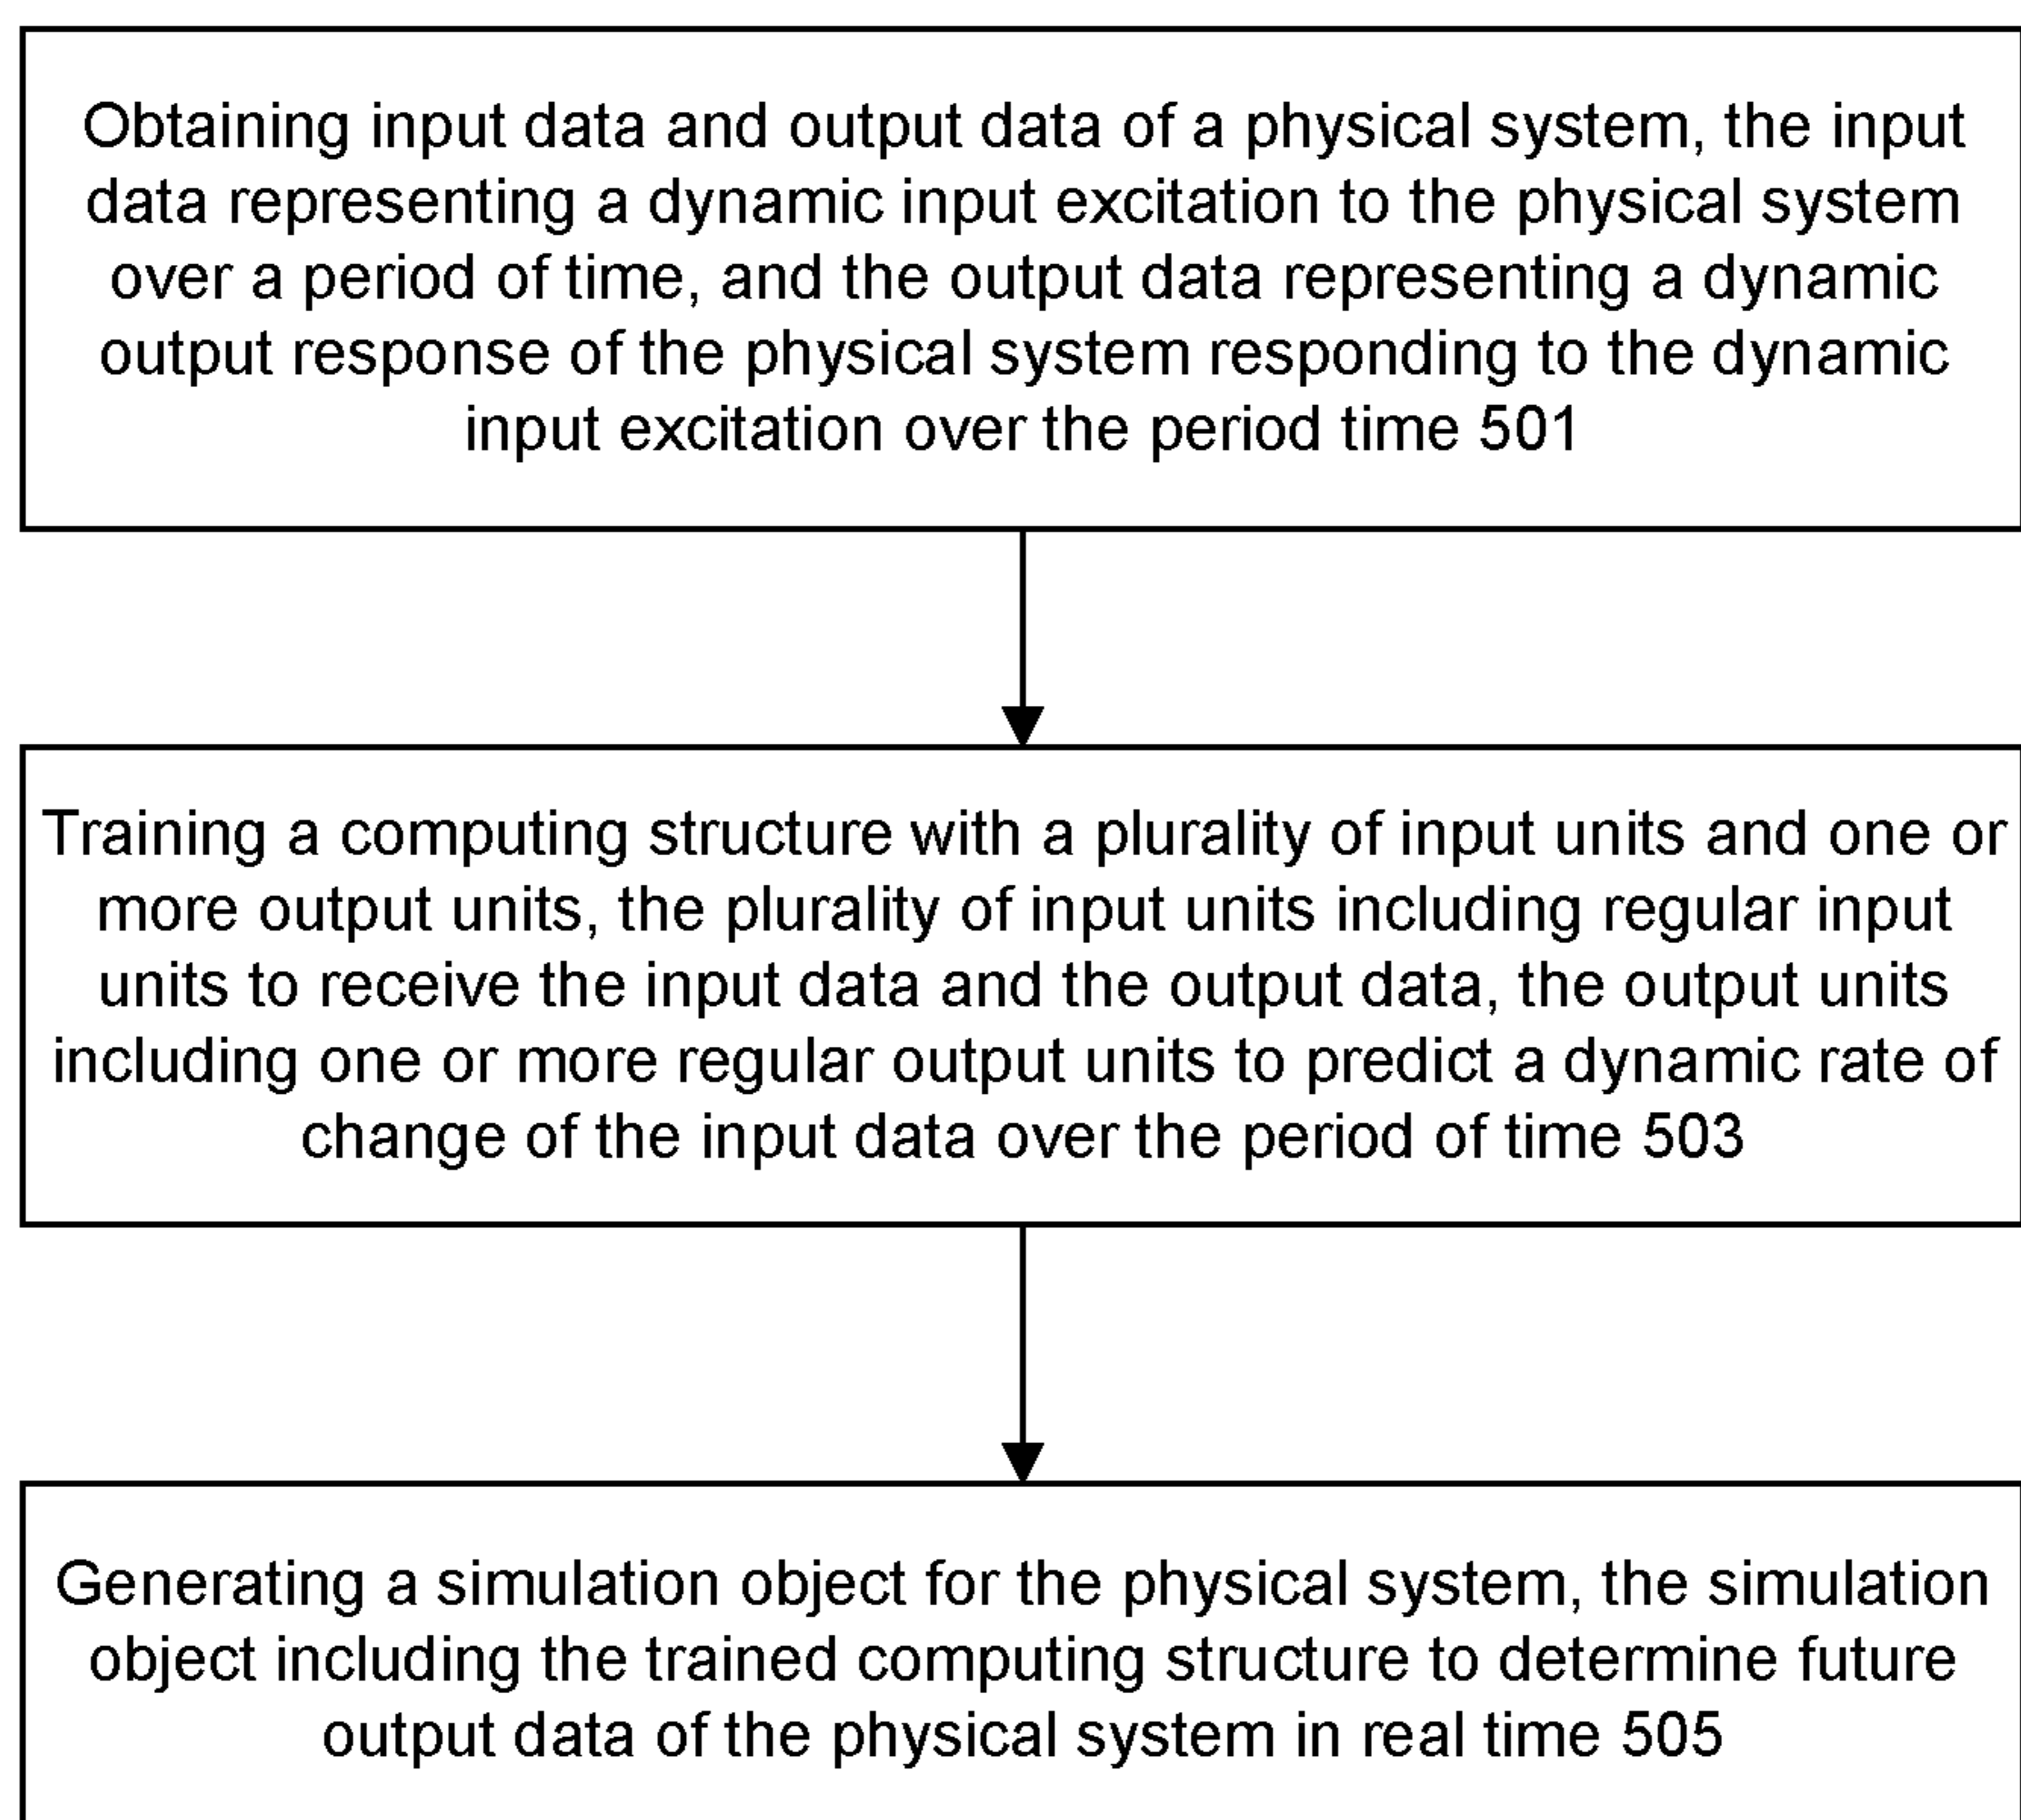 Obtaining input data and output data of a physical system, the input
data representing a dynamic input excitation to the physical system
over a period of time, and the output data representing a dynamic
output response of the physical system responding to the dynamic
input excitation over the period time 501
Training a computing structure with a plurality of input units and one or
more output units, the plurality of input units including regular input
units to receive the input data and the output data, the output units
including one or more regular output units to predict a dynamic rate of
change of the input data over the period of time 503
Generating a simulation object for the physical system, the simulation
object including the trained computing structure to determine future
output data of the physical system in real time 505